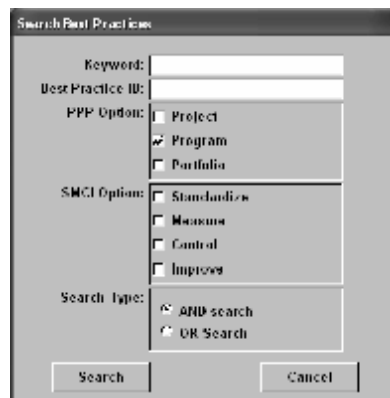 Search Best Practices
Keyword:
Best Practice ID:
PPP Option:
Project
Program
Portfolio
SMCI Option:
Standardize
Measure
Control
Improve
Search Type:
AND search
OR Search
Search Cancel